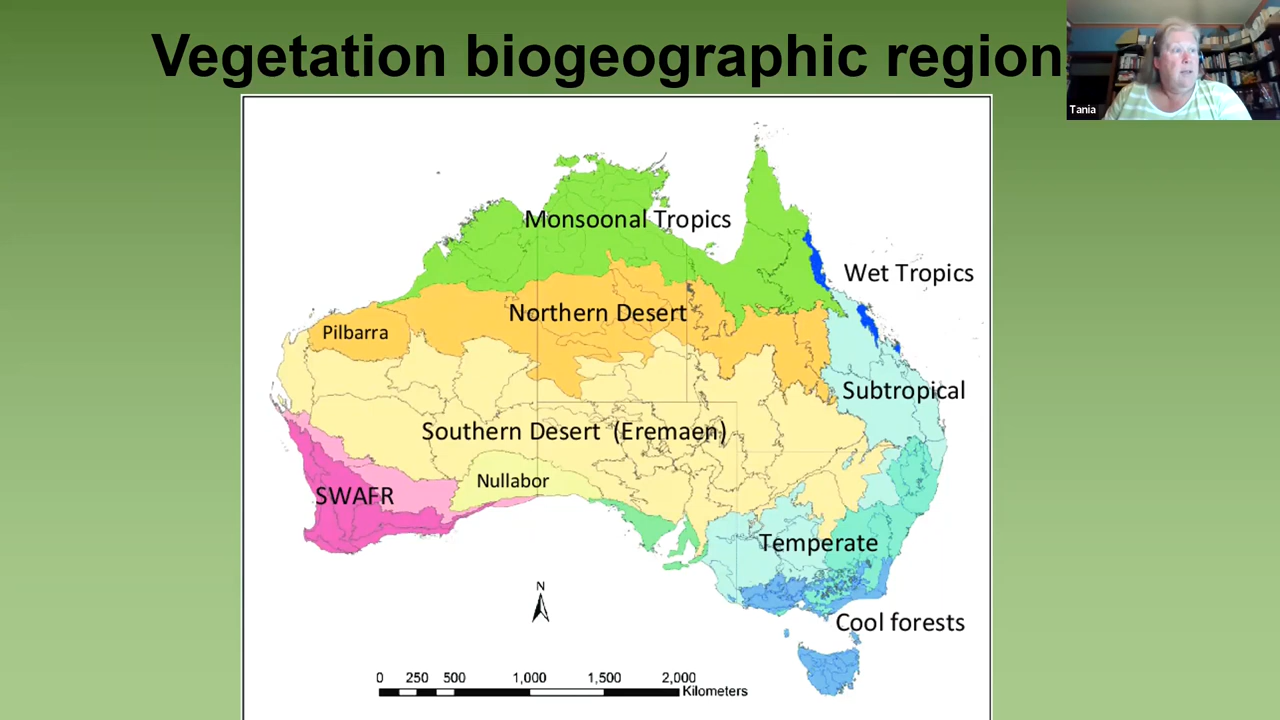 Vegetation biogeographic region
Tania
Monsoonal Tropics
Wet Tropics
Northern Desert
Pilbarra
Subtropical
Southern Desert (Eremaen)
Nullabor
SWAFR
Temperate
N
Cool forests
0 250 500 1,000 1,500 2,000
Kilometers